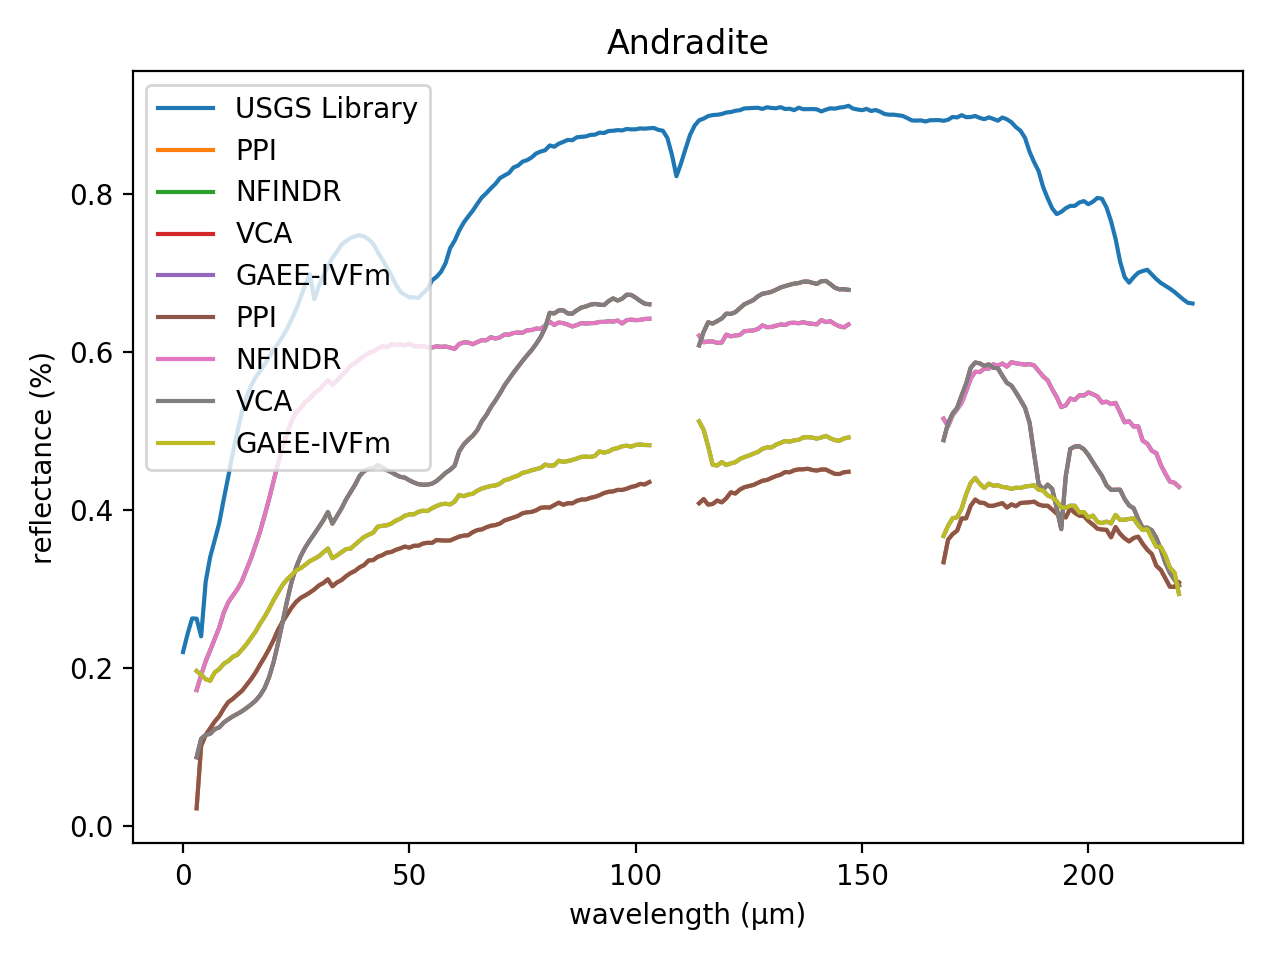 Andradite
USGS Library
PPI
NFINDR
VCA
GAEE-IVFm
PPI
NFINDR
VCA
GAEE-IVFm
reflectance (%)
0.8
0.6
0.4
0.2
0.0
0 50 100 150 200
wavelength (μm)